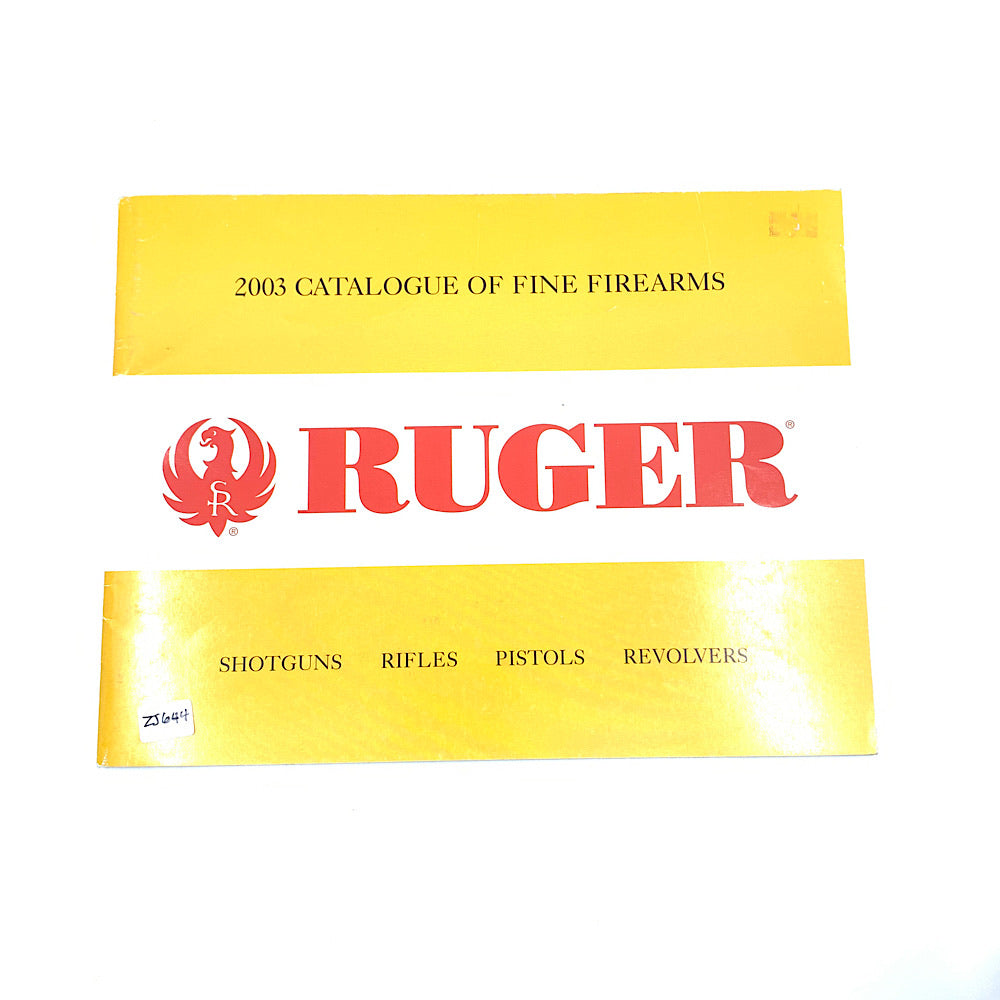 2003 CATALOGUE OF FINE FIREARMS
RUGER®
SR
®
SHOTGUNS RIFLES PISTOLS REVOLVERS
ZJ644